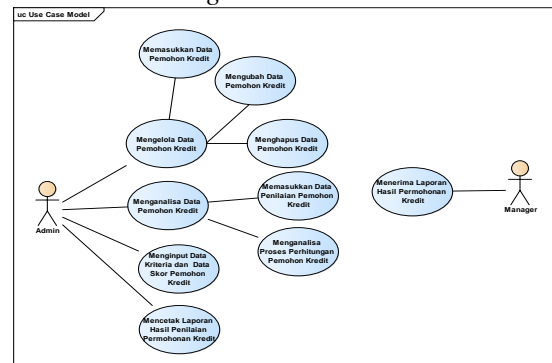 uc Use Case Model
Memasukkan Data
Pemohon Kredit
Mengubah Data
Pemohon Kredit
Mengelola Data
Pemohon Kredit
Menghapus Data
Pemohon Kredit
Menganalisa Data
Pemohon Kredit
Memasukkan Data
Penilaian Pemohon
Kredit
Menganalisa
Proses Perhitungan
Pemohon Kredit
Menginput Data
Kriteria dan Data
Skor Pemohon
Kredit
Mencetak Laporan
Hasil Penilaian
Permohonan Kredit
Admin
Menerima Laporan
Hasil Permohonan
Kredit
Manager